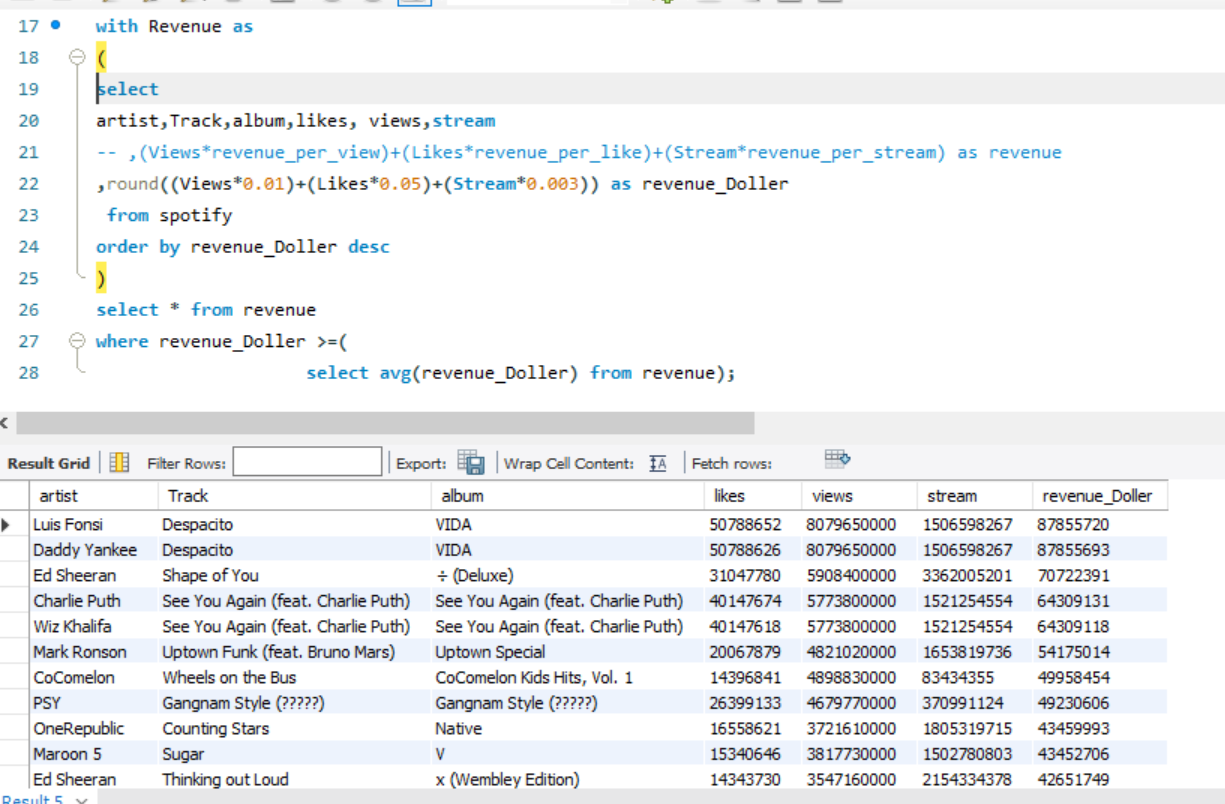 17 with Revenue as
18 (
19 select
20 artist,Track,album,likes, views,stream
21 -- ,(Views*revenue_per_view)+(Likes*revenue_per_like)+(Stream*revenue_per_stream) as revenue
22 ,round((Views*0.01)+(Likes*0.05)+(Stream*0.003)) as revenue_Doller
23 from spotify
24 order by revenue_Doller desc
25 )
26 select * from revenue
27 where revenue_Doller >=(
28 select avg(revenue_Doller) from revenue);
Result Grid Filter Rows: Export: Wrap Cell Content: IA Fetch rows:
artist Track album likes views stream revenue_Doller
Luis Fonsi Despacito VIDA 50788652 8079650000 1506598267 87855720
Daddy Yankee Despacito VIDA 50788626 8079650000 1506598267 87855693
Ed Sheeran Shape of You ÷ (Deluxe) 31047780 5908400000 3362005201 70722391
Charlie Puth See You Again (feat. Charlie Puth) See You Again (feat. Charlie Puth) 40147674 5773800000 1521254554 64309131
Wiz Khalifa See You Again (feat. Charlie Puth) See You Again (feat. Charlie Puth) 40147618 5773800000 1521254554 64309118
Mark Ronson Uptown Funk (feat. Bruno Mars) Uptown Special 20067879 4821020000 1653819736 54175014
CoComelon Wheels on the Bus CoComelon Kids Hits, Vol. 1 14396841 4898830000 83434355 49958454
PSY Gangnam Style (?????) Gangnam Style (?????) 26399133 4679770000 370991124 49230606
OneRepublic Counting Stars Native 16558621 3721610000 1805319715 43459993
Maroon 5 Sugar V 15340646 3817730000 1502780803 43452706
Ed Sheeran Thinking out Loud x (Wembley Edition) 14343730 3547160000 2154334378 42651749
Result 5